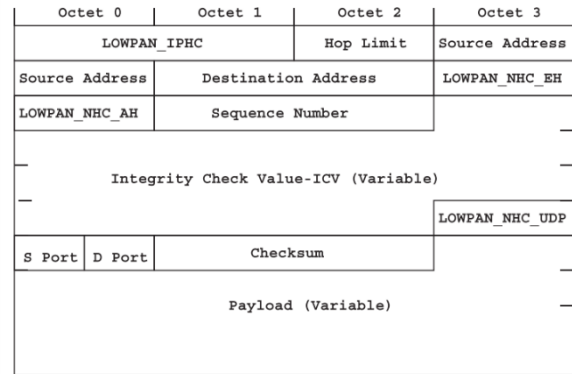 Octet 0 Octet 1 Octet 2 Octet 3
LOWPAN_IPHC Hop Limit Source Address
Source Address Destination Address LOWPAN_NHC_EH
LOWPAN_NHC_AH Sequence Number
Integrity Check Value-ICV (Variable)
LOWPAN_NHC_UDP
S Port D Port Checksum
Payload (Variable)